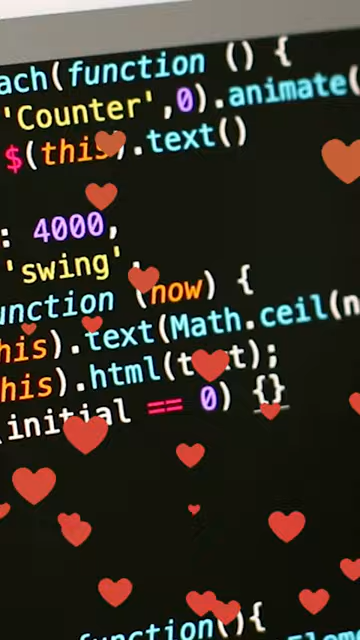 ach(function () {
'Counter',0).animate(
$(this).text()
: 4000,
'swing',
unction (now) {
his).text(Math.ceil(n
his).html(text);
(initial == 0) {}
function(){